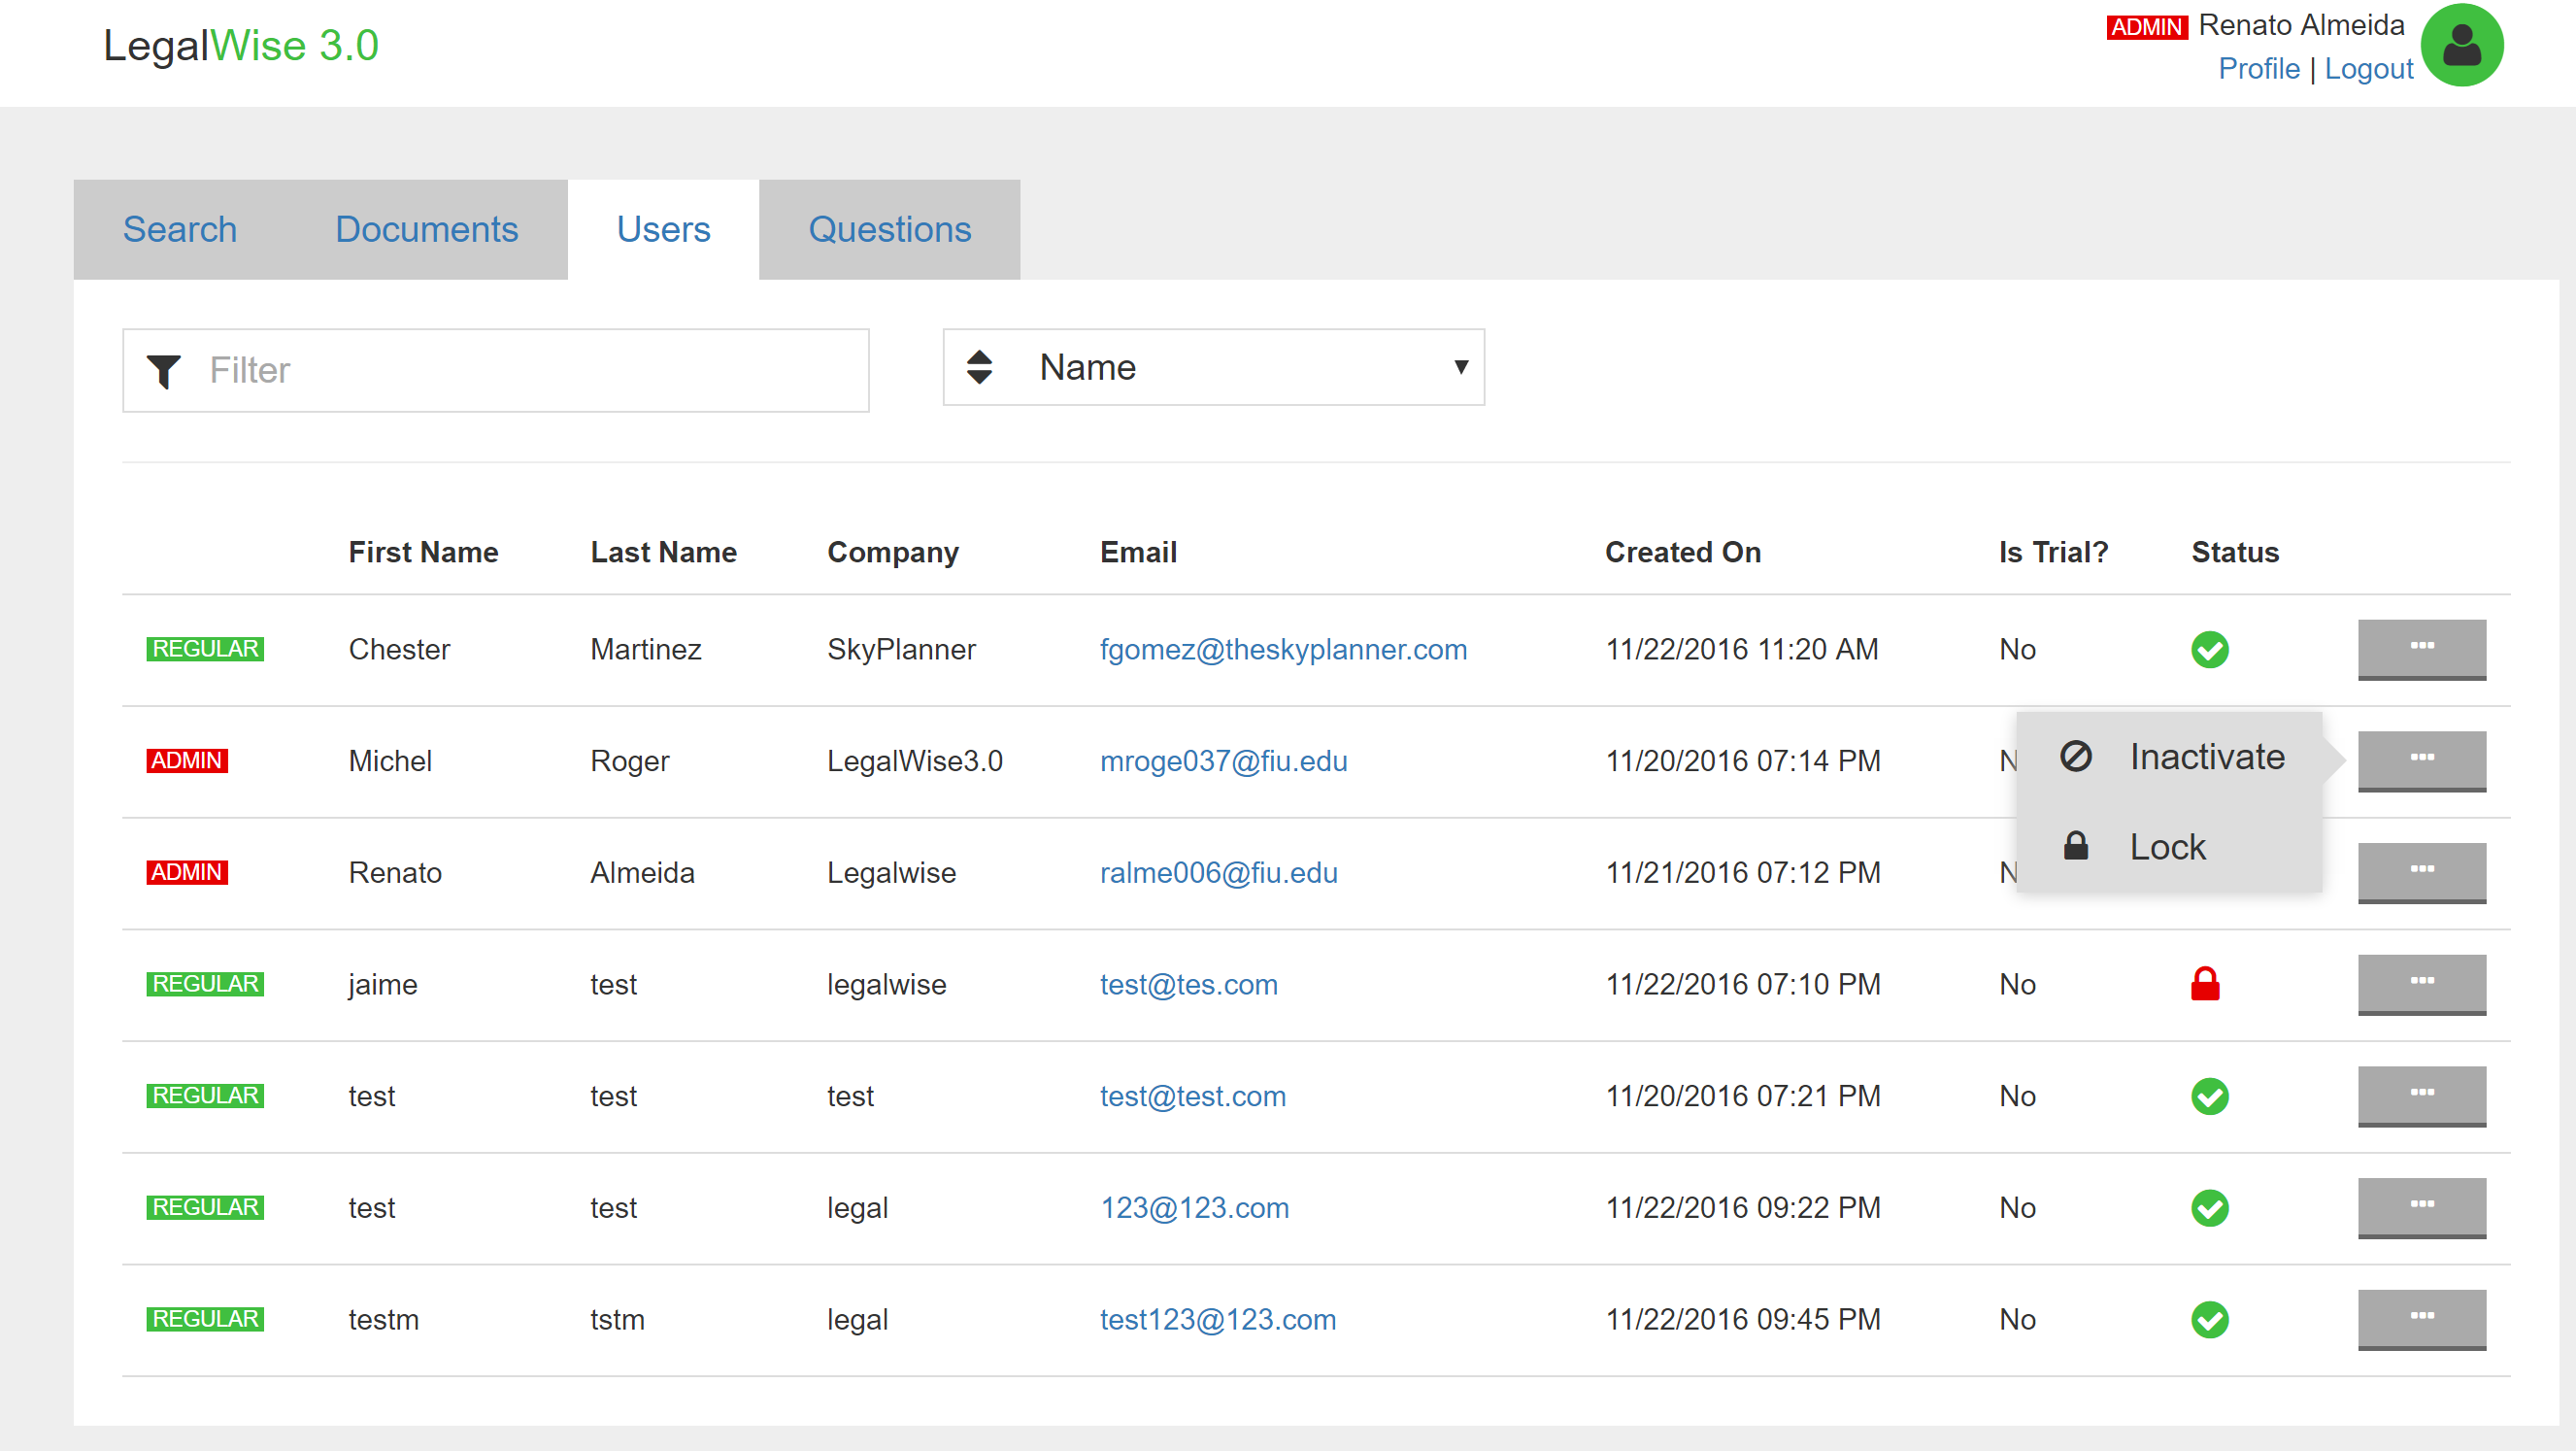 LegalWise 3.0
ADMIN Renato Almeida
Profile | Logout
Search Documents Users Questions
Filter Name
First Name Last Name Company Email Created On Is Trial? Status
REGULAR Chester Martinez SkyPlanner fgomez@theskyplanner.com 11/22/2016 11:20 AM No
ADMIN Michel Roger LegalWise3.0 mroge037@fiu.edu 11/20/2016 07:14 PM N Inactivate
Lock
ADMIN Renato Almeida Legalwise ralme006@fiu.edu 11/21/2016 07:12 PM N
REGULAR jaime test legalwise test@tes.com 11/22/2016 07:10 PM No
REGULAR test test test test@test.com 11/20/2016 07:21 PM No
REGULAR test test legal 123@123.com 11/22/2016 09:22 PM No
REGULAR testm tstm legal test123@123.com 11/22/2016 09:45 PM No